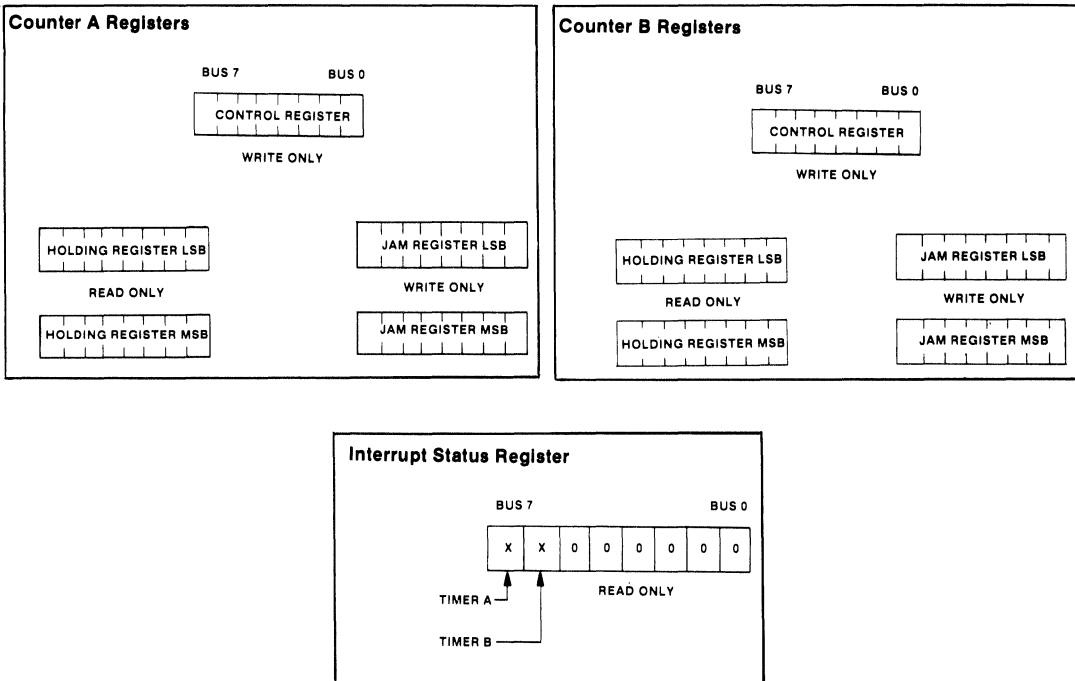 Counter A Registers
BUS 7 BUS 0
CONTROL REGISTER
WRITE ONLY
HOLDING REGISTER LSB
READ ONLY
HOLDING REGISTER MSB
JAM REGISTER LSB
WRITE ONLY
JAM REGISTER MSB
Counter B Registers
BUS 7 BUS 0
CONTROL REGISTER
WRITE ONLY
HOLDING REGISTER LSB
READ ONLY
HOLDING REGISTER MSB
JAM REGISTER LSB
WRITE ONLY
JAM REGISTER MSB
Interrupt Status Register
BUS 7 BUS 0
X X 0 0 0 0 0 0
READ ONLY
TIMER A
TIMER B